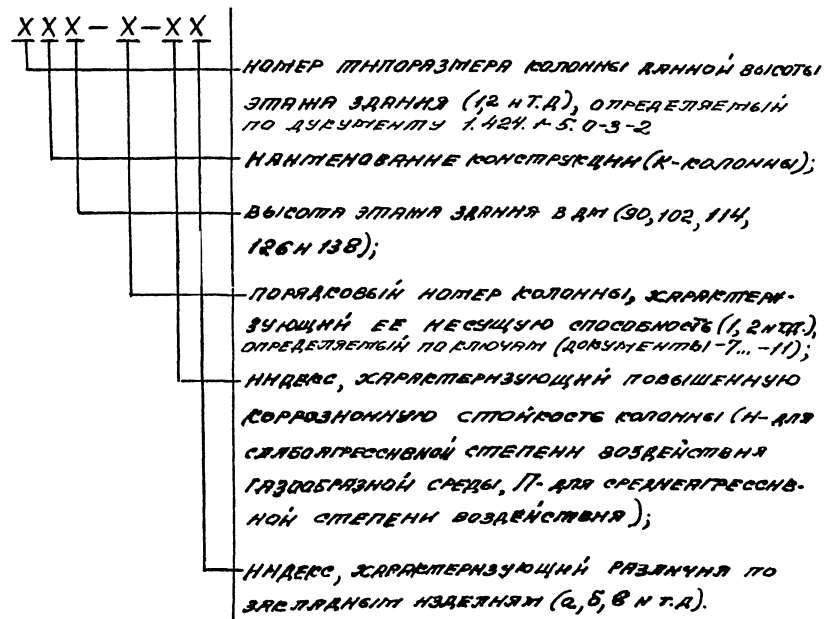 ХХХ-Х-ХХ
НОМЕР ТИПОРАЗМЕРА КОЛОННЫ ДАННОЙ ВЫСОТЫ
ЭТАЖА ЗДАНИЯ (1,2 и т.д), ОПРЕДЕЛЯЕМЫЙ
ПО ДУКУМЕНТУ 1.424.1-5.0-3-2
НАИМЕНОВАНИЕ КОНСТРУКЦИИ (К-КОЛОННЫ);
ВЫСОТА ЭТАЖА ЗДАНИЯ В ДМ (90, 102, 114,
126 и 138);
ПОРЯДКОВЫЙ НОМЕР КОЛОННЫ, ХАРАКТЕРИ-
ЗУЮЩИЙ ЕЕ НЕСУЩУЮ СПОСОБНОСТЬ (1, 2 и т.д.),
ОПРЕДЕЛЯЕМЫЙ ПО КЛЮЧАМ (ДОКУМЕНТЫ -7... -11);
ИНДЕКС, ХАРАКТЕРИЗУЮЩИЙ ПОВЫШЕННУЮ
КОРРОЗИОННУЮ СТОЙКОСТЬ КОЛОННЫ (Н-ДЛЯ
СЛАБОАГРЕССИВНОЙ СТЕПЕНИ ВОЗДЕЙСТВИЯ
ГАЗООБРАЗНОЙ СРЕДЫ, П-ДЛЯ СРЕДНЕАГРЕССИВ-
НОЙ СТЕПЕНИ ВОЗДЕЙСТВИЯ);
ИНДЕКС, ХАРАКТЕРИЗУЮЩИЙ РАЗЛИЧИЯ ПО
ЗАКЛАДНЫМ ИЗДЕЛИЯМ (а, б, в и т.д).